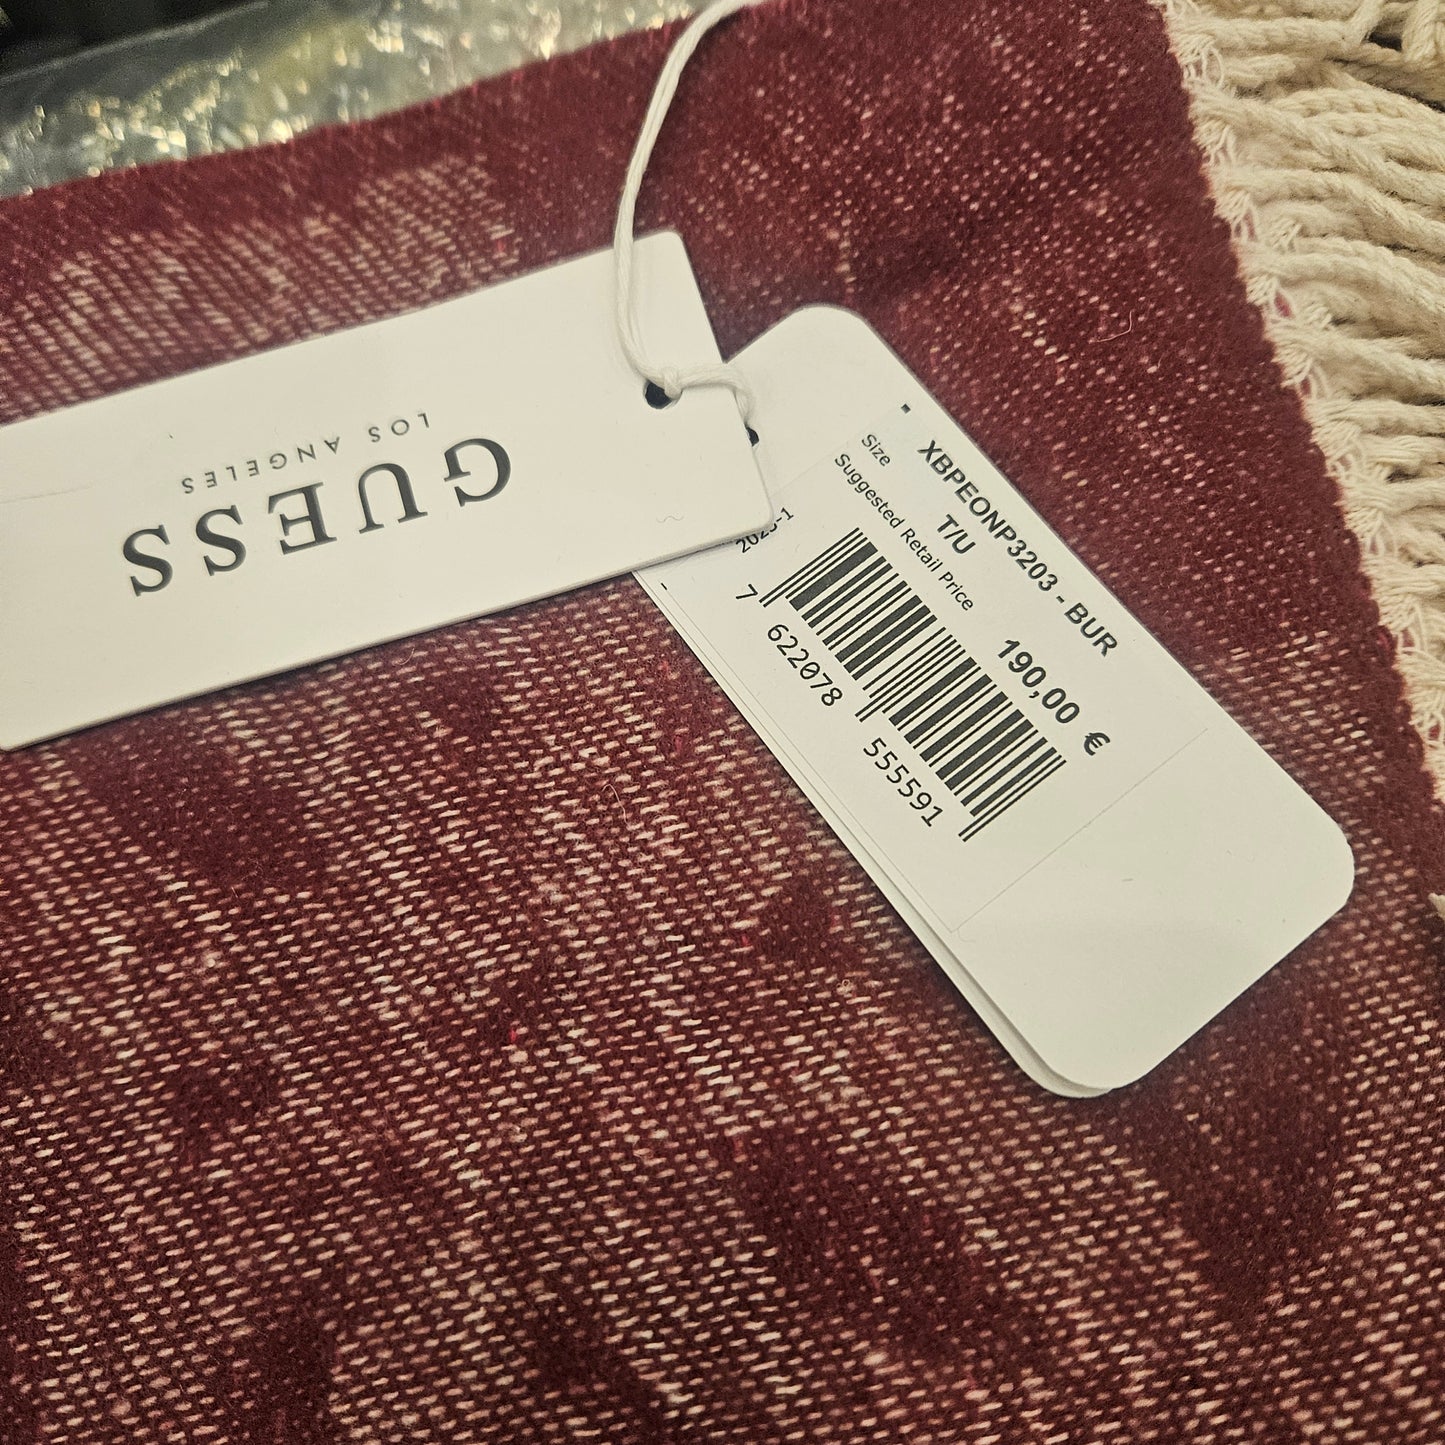 GUESS
LOS ANGELES
XBPEONP3203 - BUR
Size T/U
Suggested Retail Price 190,00 €
7 622078 555591